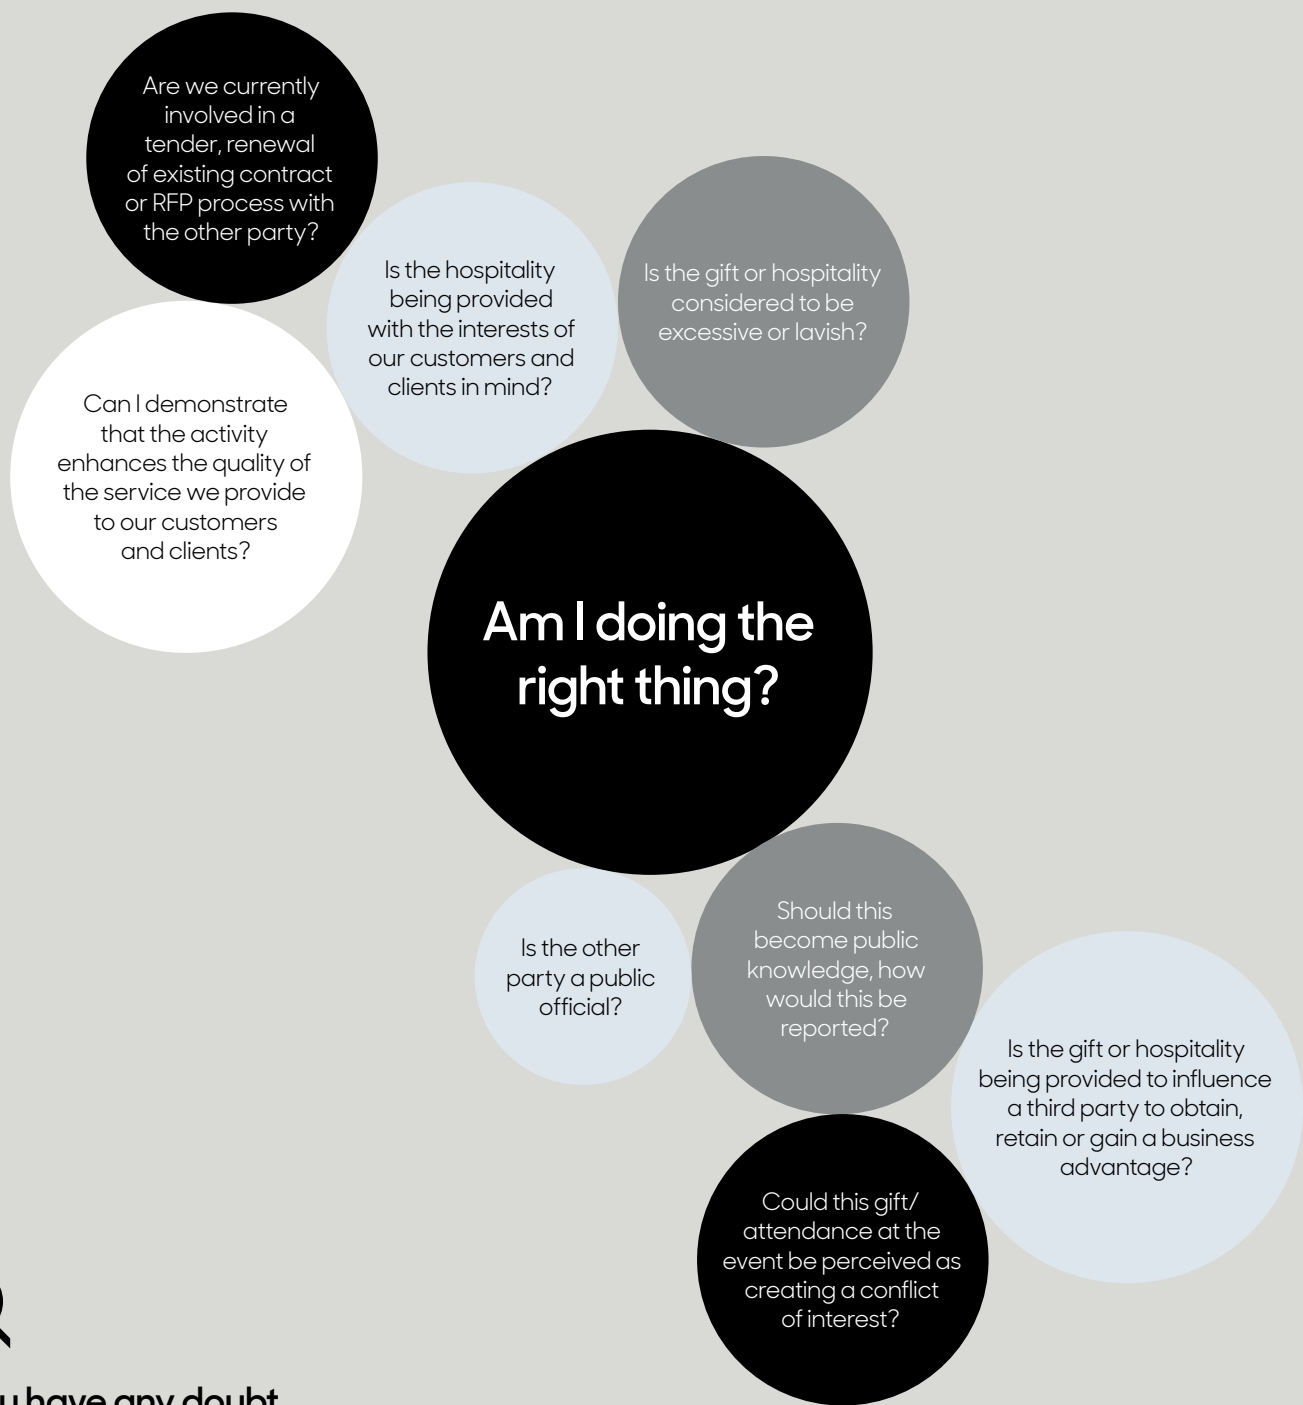 Are we currently
involved in a
tender, renewal
of existing contract
or RFP process with
the other party?
Is the hospitality
being provided
with the interests of
our customers and
clients in mind?
Is the gift or hospitality
considered to be
excessive or lavish?
Can I demonstrate
that the activity
enhances the quality of
the service we provide
to our customers
and clients?
Am I doing the
right thing?
Is the other
party a public
official?
Should this
become public
knowledge, how
would this be
reported?
Is the gift or hospitality
being provided to influence
a third party to obtain,
retain or gain a business
advantage?
Could this gift/
attendance at the
event be perceived as
creating a conflict
of interest?
have any doubt